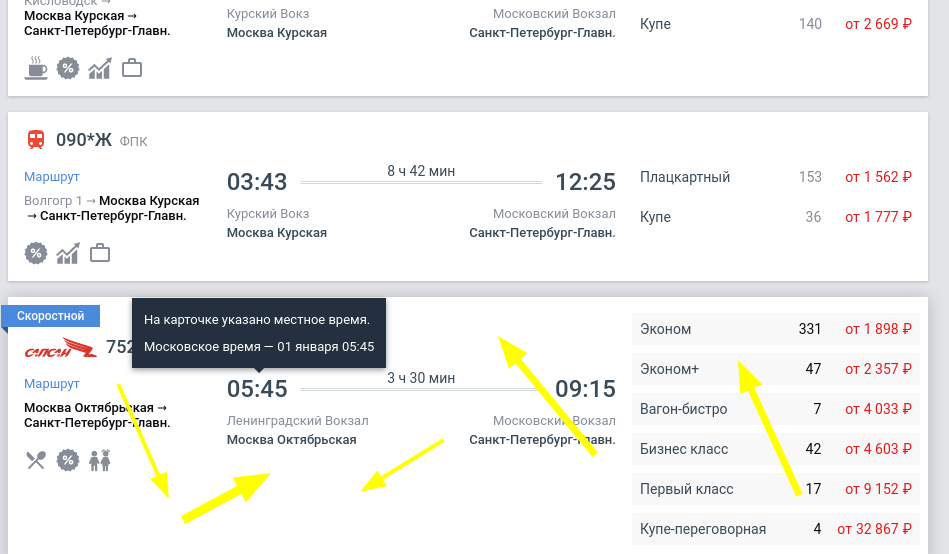 Кисловодск →
Москва Курская →
Санкт-Петербург-Главн.
Курский Вокз
Москва Курская
Московский Вокзал
Санкт-Петербург-Главн.
Купе 140 от 2 669 ₽
090*Ж ФПК
Маршрут
Волгогр 1 → Москва Курская
→ Санкт-Петербург-Главн.
03:43 8 ч 42 мин 12:25
Курский Вокз Московский Вокзал
Москва Курская Санкт-Петербург-Главн.
Плацкартный 153 от 1 562 ₽
Купе 36 от 1 777 ₽
Скоростной
На карточке указано местное время.
Московское время — 01 января 05:45
сапсан 752
Маршрут
Москва Октябрьская →
Санкт-Петербург-Главн.
05:45 3 ч 30 мин 09:15
Ленинградский Вокзал Московский Вокзал
Москва Октябрьская Санкт-Петербург-Главн.
Эконом 331 от 1 898 ₽
Эконом+ 47 от 2 357 ₽
Вагон-бистро 7 от 4 033 ₽
Бизнес класс 42 от 4 603 ₽
Первый класс 17 от 9 152 ₽
Купе-переговорная 4 от 32 867 ₽